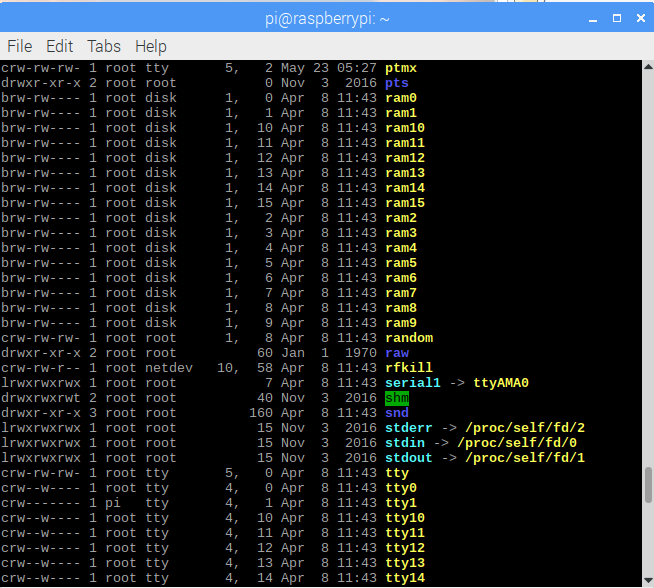 pi@raspberrypi: ~
File Edit Tabs Help
crw-rw-rw- 1 root tty       5,   2 May 23 05:27 ptmx
drwxr-xr-x 2 root root           0 Nov  3  2016 pts
brw-rw---- 1 root disk      1,   0 Apr  8 11:43 ram0
brw-rw---- 1 root disk      1,   1 Apr  8 11:43 ram1
brw-rw---- 1 root disk      1,  10 Apr  8 11:43 ram10
brw-rw---- 1 root disk      1,  11 Apr  8 11:43 ram11
brw-rw---- 1 root disk      1,  12 Apr  8 11:43 ram12
brw-rw---- 1 root disk      1,  13 Apr  8 11:43 ram13
brw-rw---- 1 root disk      1,  14 Apr  8 11:43 ram14
brw-rw---- 1 root disk      1,  15 Apr  8 11:43 ram15
brw-rw---- 1 root disk      1,   2 Apr  8 11:43 ram2
brw-rw---- 1 root disk      1,   3 Apr  8 11:43 ram3
brw-rw---- 1 root disk      1,   4 Apr  8 11:43 ram4
brw-rw---- 1 root disk      1,   5 Apr  8 11:43 ram5
brw-rw---- 1 root disk      1,   6 Apr  8 11:43 ram6
brw-rw---- 1 root disk      1,   7 Apr  8 11:43 ram7
brw-rw---- 1 root disk      1,   8 Apr  8 11:43 ram8
brw-rw---- 1 root disk      1,   9 Apr  8 11:43 ram9
crw-rw-rw- 1 root root      1,   8 Apr  8 11:43 random
drwxr-xr-x 2 root root          60 Jan  1  1970 raw
crw-rw-r-- 1 root netdev   10,  58 Apr  8 11:43 rfkill
lrwxrwxrwx 1 root root           7 Apr  8 11:43 serial1 -> ttyAMA0
drwxrwxrwt 2 root root          40 Nov  3  2016 shm
drwxr-xr-x 3 root root         160 Apr  8 11:43 snd
lrwxrwxrwx 1 root root          15 Nov  3  2016 stderr -> /proc/self/fd/2
lrwxrwxrwx 1 root root          15 Nov  3  2016 stdin -> /proc/self/fd/0
lrwxrwxrwx 1 root root          15 Nov  3  2016 stdout -> /proc/self/fd/1
crw-rw-rw- 1 root tty       5,   0 Apr  8 11:43 tty
crw--w---- 1 root tty       4,   0 Apr  8 11:43 tty0
crw------- 1 pi   tty       4,   1 Apr  8 11:43 tty1
crw--w---- 1 root tty       4,  10 Apr  8 11:43 tty10
crw--w---- 1 root tty       4,  11 Apr  8 11:43 tty11
crw--w---- 1 root tty       4,  12 Apr  8 11:43 tty12
crw--w---- 1 root tty       4,  13 Apr  8 11:43 tty13
crw--w---- 1 root tty       4,  14 Apr  8 11:43 tty14